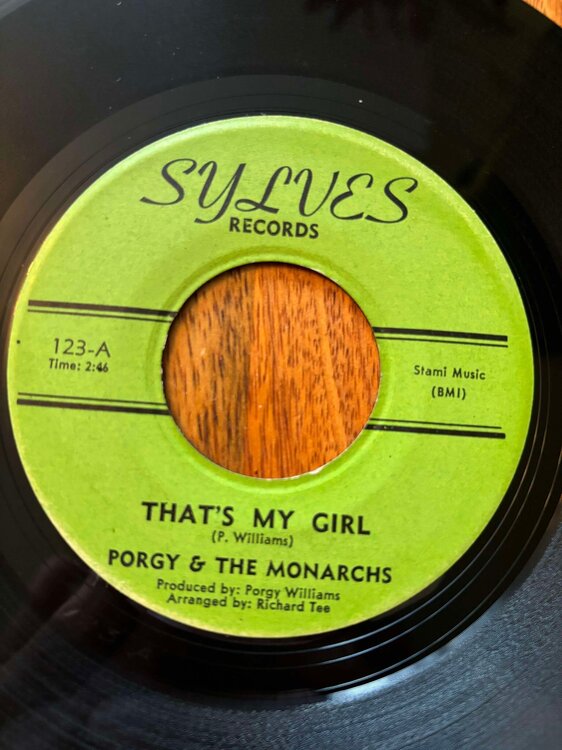 SYLVES
RECORDS
123-A
Time: 2:46
Stami Music
(BMI)
THAT'S MY GIRL
(P. Williams)
PORGY & THE MONARCHS
Produced by: Porgy Williams
Arranged by: Richard Tee